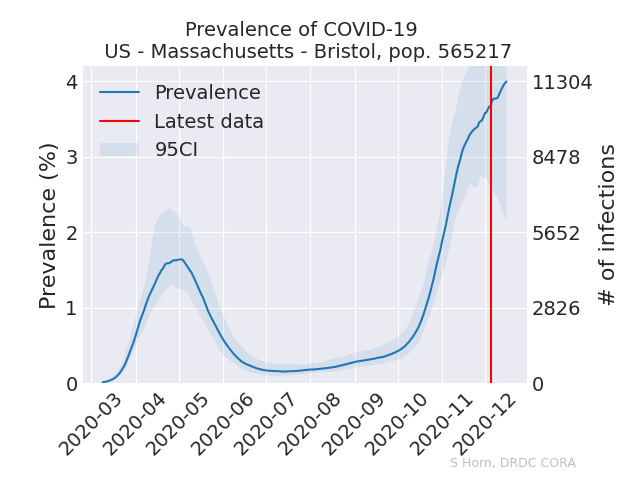 Prevalence of COVID-19
US - Massachusetts - Bristol, pop. 565217
Prevalence
Latest data
95CI
Prevalence (%)
4
3
2
1
0
11304
8478
5652
2826
0
# of infections
2020-03
2020-04
2020-05
2020-06
2020-07
2020-08
2020-09
2020-10
2020-11
2020-12
S Horn, DRDC CORA